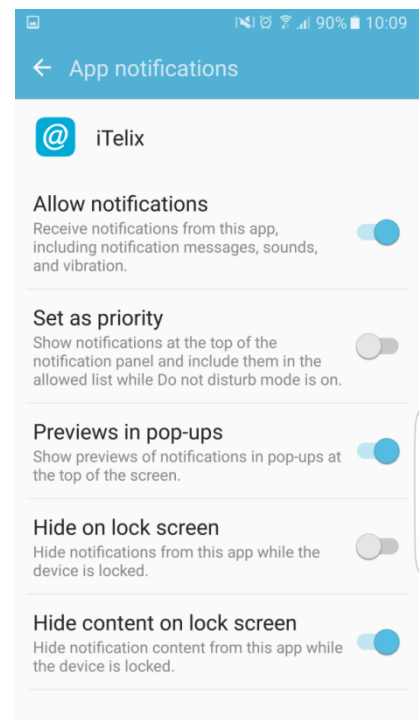 90% 10:09
App notifications
@ iTelix
Allow notifications
Receive notifications from this app,
including notification messages, sounds,
and vibration.
Set as priority
Show notifications at the top of the
notification panel and include them in the
allowed list while Do not disturb mode is on.
Previews in pop-ups
Show previews of notifications in pop-ups at
the top of the screen.
Hide on lock screen
Hide notifications from this app while the
device is locked.
Hide content on lock screen
Hide notification content from this app while
the device is locked.